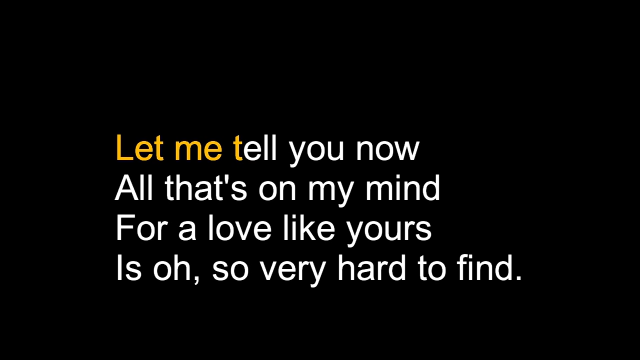 Let me tell you now
All that's on my mind
For a love like yours
Is oh, so very hard to find.